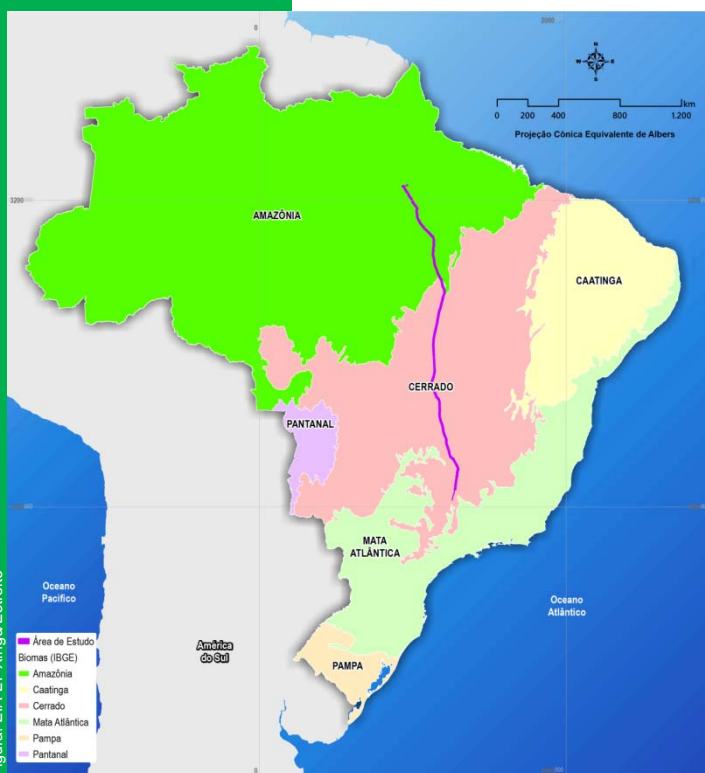 N
W E
S
0 200 400 800 1.200 km
Projeção Cônica Equivalente de Albers
AMAZÔNIA
CAATINGA
CERRADO
PANTANAL
MATA
ATLÂNTICA
Oceano
Pacífico
Oceano
Atlântico
América
do Sul
PAMPA
Área de Estudo
Biomas (IBGE)
Amazônia
Caatinga
Cerrado
Mata Atlântica
Pampa
Pantanal
3200